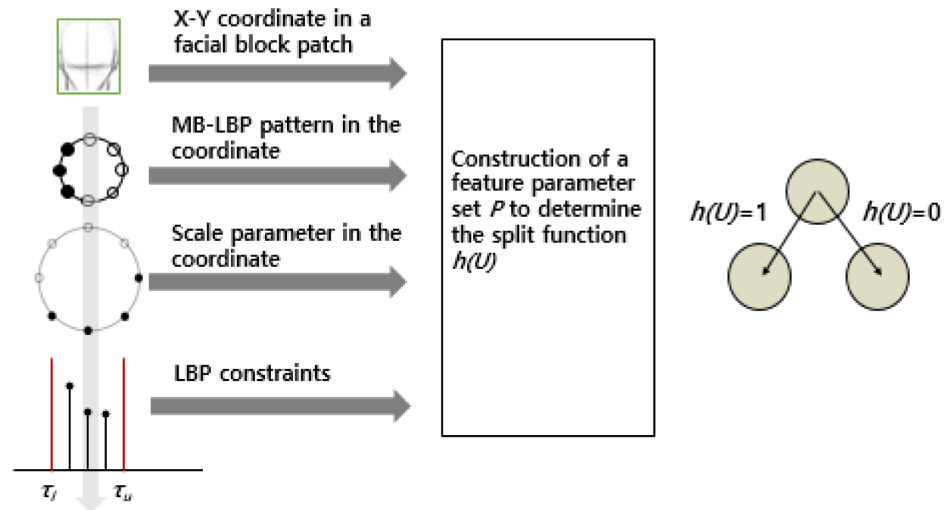 X-Y coordinate in a
facial block patch
MB-LBP pattern in the
coordinate
Scale parameter in the
coordinate
LBP constraints
τl
τu
Construction of a
feature parameter
set P to determine
the split function
h(U)
h(U)=1
h(U)=0